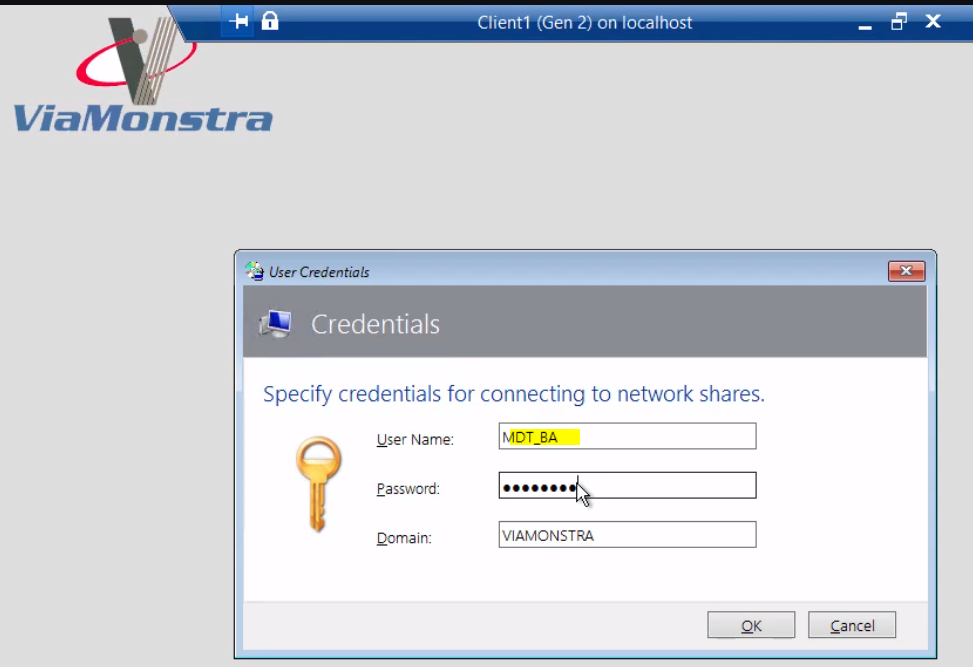 Client1 (Gen 2) on localhost
ViaMonstra
User Credentials
Credentials
Specify credentials for connecting to network shares.
User Name: MDT_BA
Password: ••••••••
Domain: VIAMONSTRA
OK Cancel